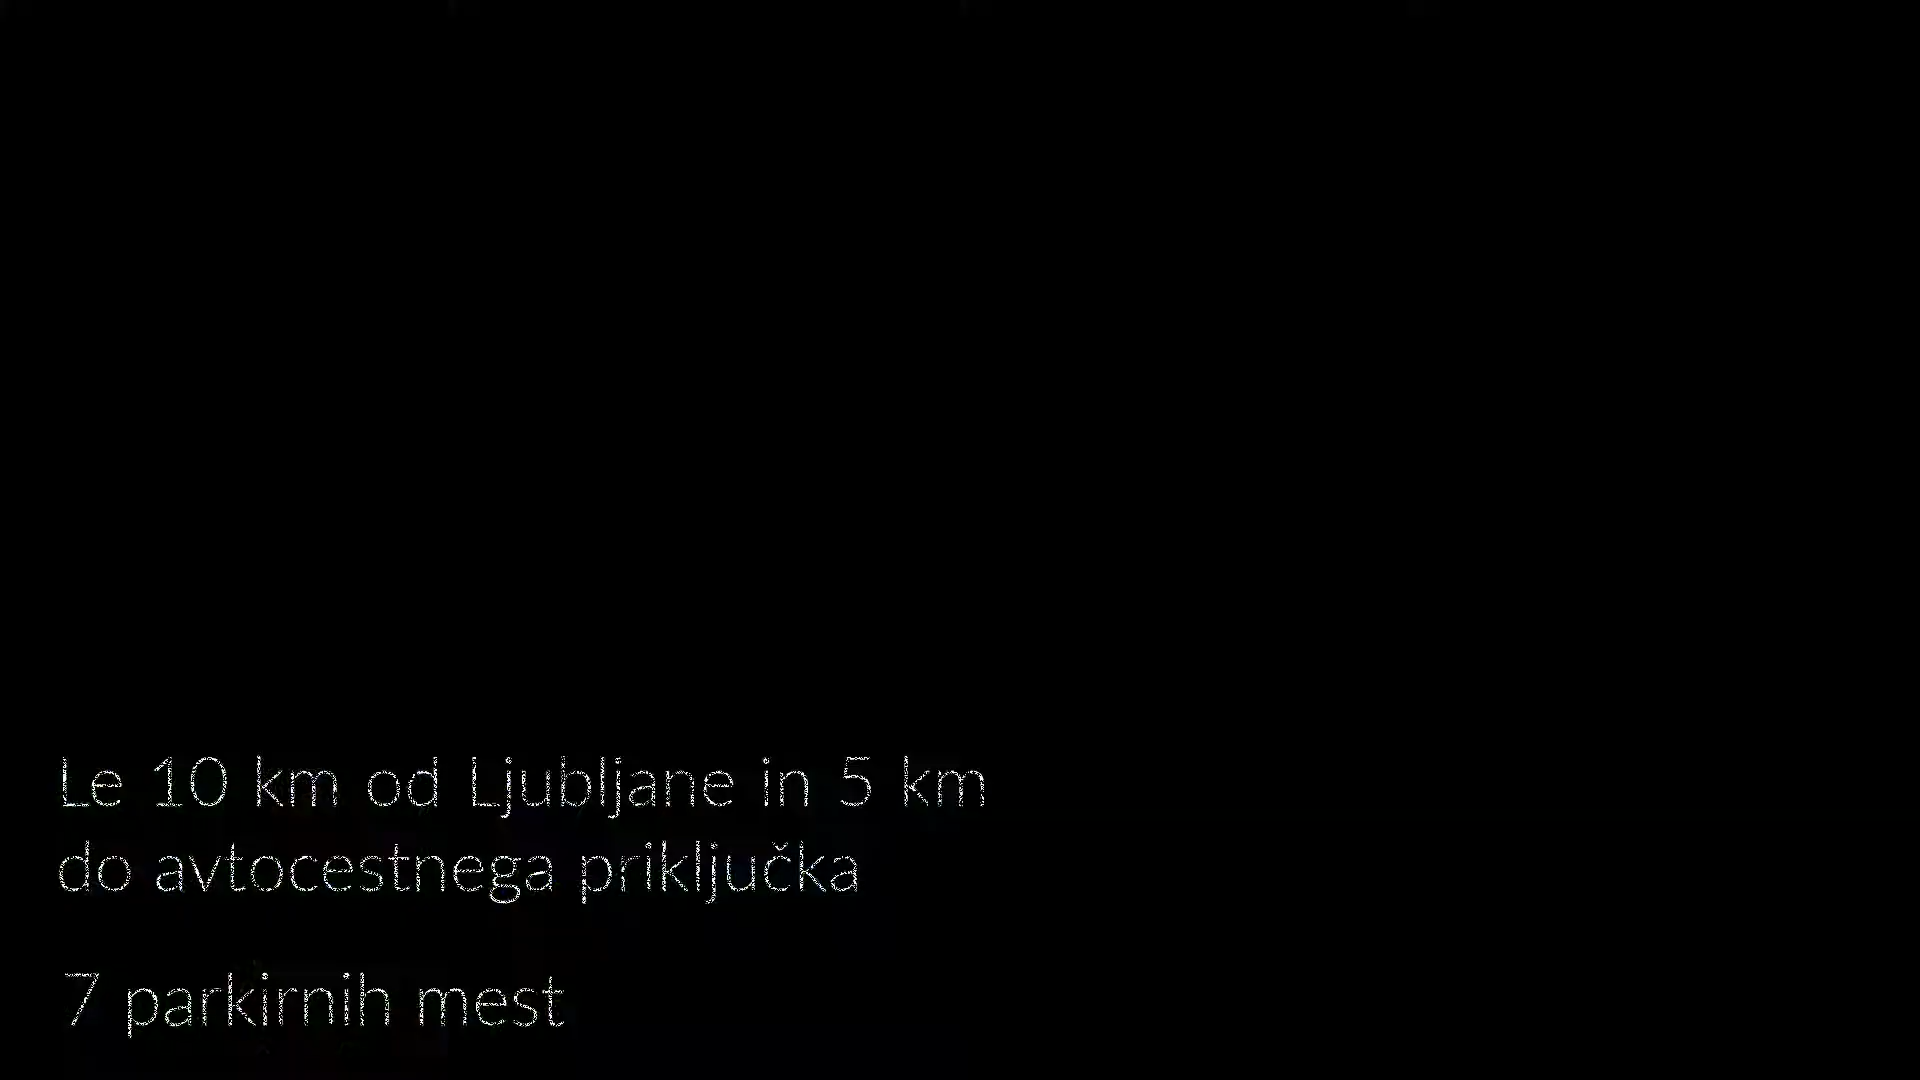 Le 10 km od Ljubljane in 5 km
do avtocestnega priključka
7 parkirnih mest